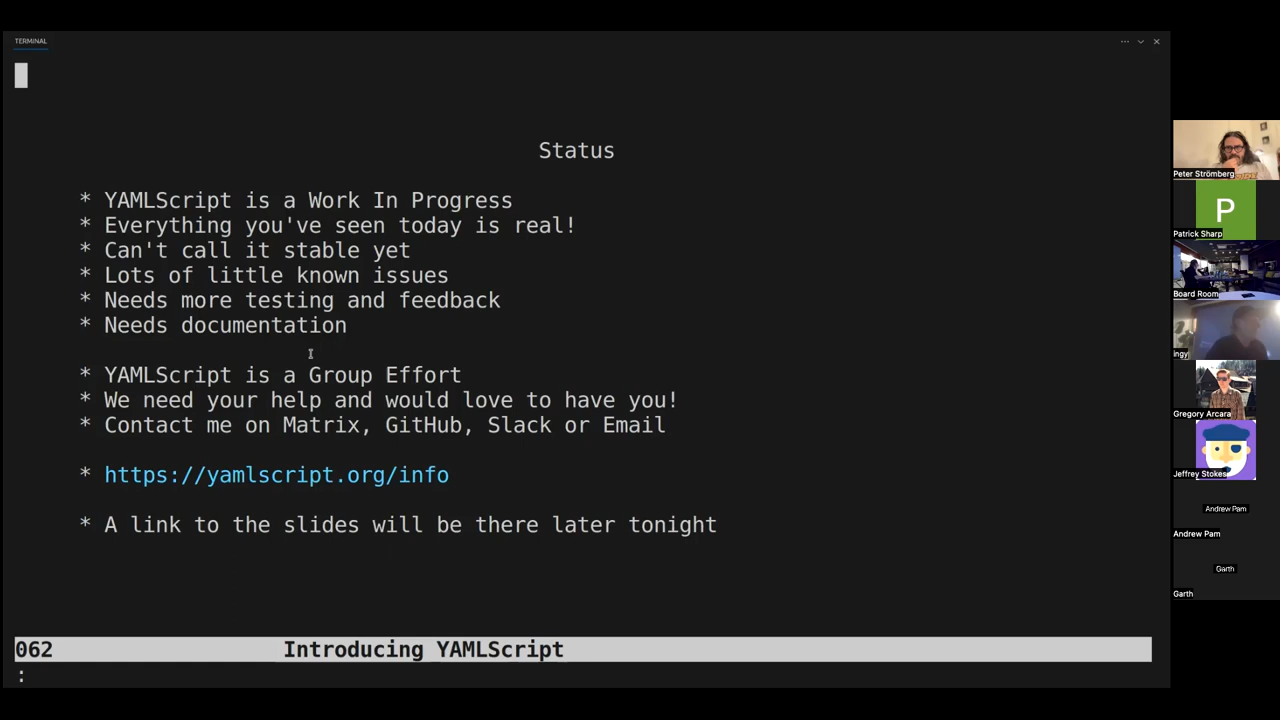 TERMINAL
Status
* YAMLScript is a Work In Progress
* Everything you've seen today is real!
* Can't call it stable yet
* Lots of little known issues
* Needs more testing and feedback
* Needs documentation
* YAMLScript is a Group Effort
* We need your help and would love to have you!
* Contact me on Matrix, GitHub, Slack or Email
* https://yamlscript.org/info
* A link to the slides will be there later tonight
062 Introducing YAMLScript
:
Peter Strömberg
P
Patrick Sharp
Board Room
ingy
Gregory Arcara
Jeffrey Stokes
Andrew Pam
Andrew Pam
Garth
Garth